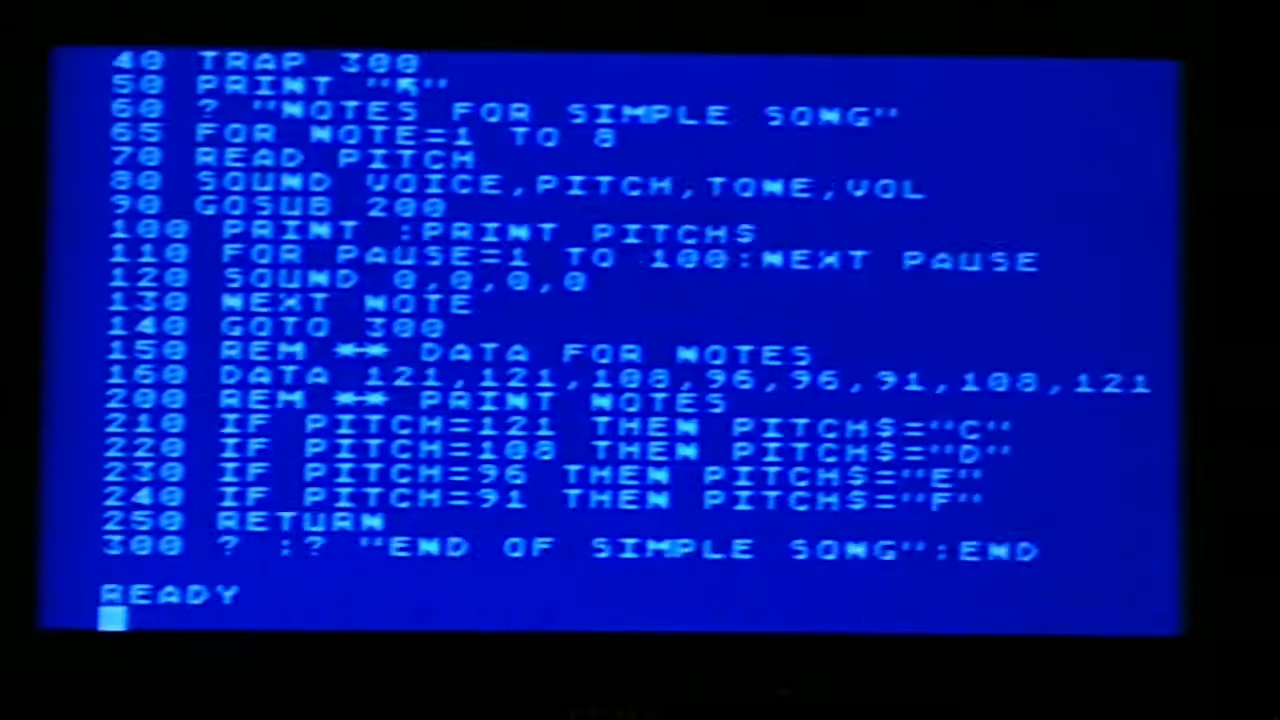 40 TRAP 300
50 PRINT "↖"
60 ? "NOTES FOR SIMPLE SONG"
65 FOR NOTE=1 TO 8
70 READ PITCH
80 SOUND VOICE,PITCH,TONE,VOL
90 GOSUB 200
100 PRINT :PRINT PITCH$
110 FOR PAUSE=1 TO 100:NEXT PAUSE
120 SOUND 0,0,0,0
130 NEXT NOTE
140 GOTO 300
150 REM ** DATA FOR NOTES
160 DATA 121,121,108,96,96,91,108,121
200 REM ** PRINT NOTES
210 IF PITCH=121 THEN PITCH$="C"
220 IF PITCH=108 THEN PITCH$="D"
230 IF PITCH=96 THEN PITCH$="E"
240 IF PITCH=91 THEN PITCH$="F"
250 RETURN
300 ? :? "END OF SIMPLE SONG":END
READY